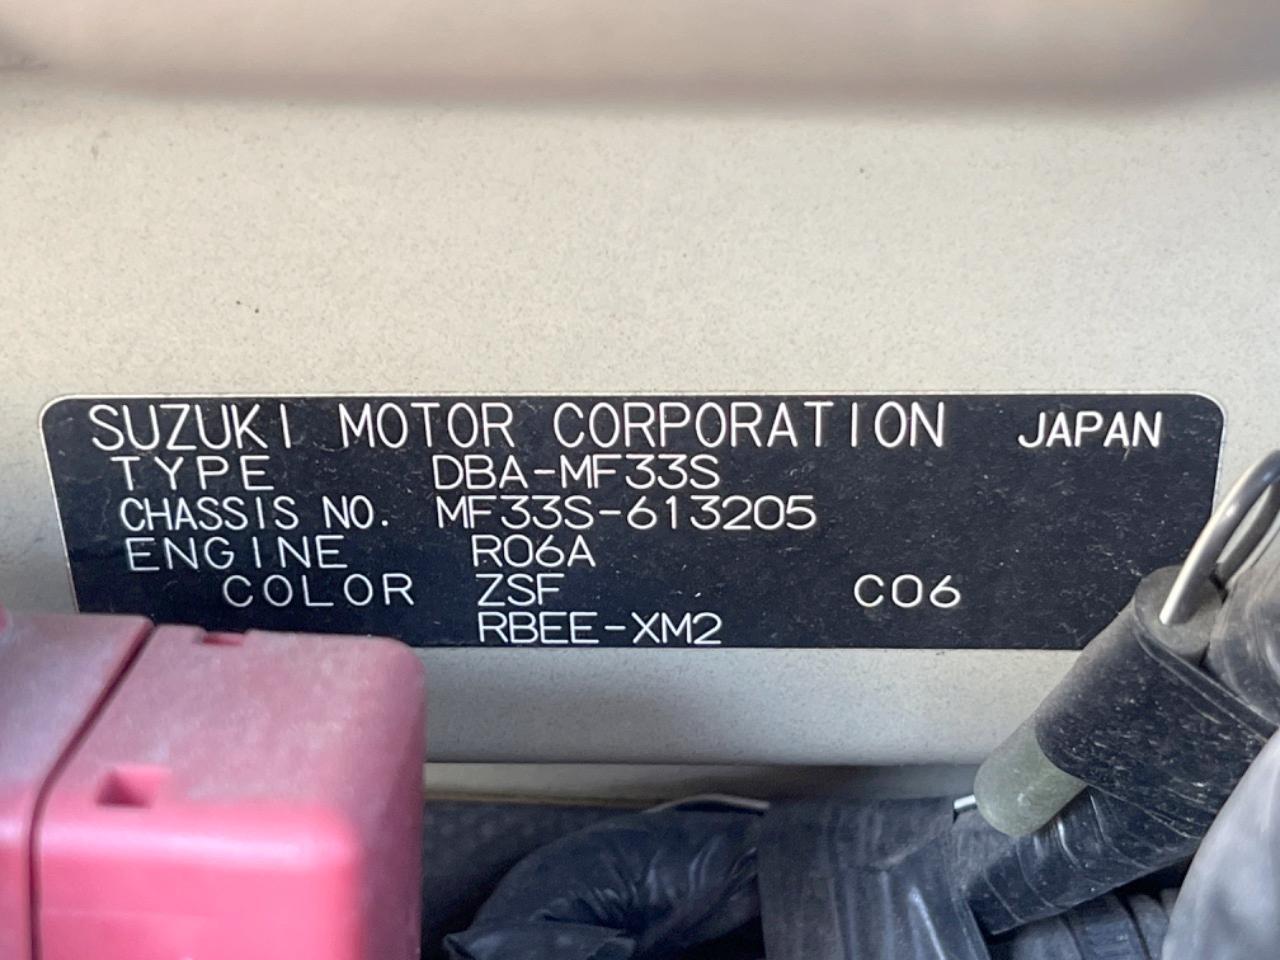 SUZUKI MOTOR CORPORATION JAPAN
TYPE DBA-MF33S
CHASSIS NO. MF33S-613205
ENGINE R06A
COLOR ZSF C06
RBEE-XM2